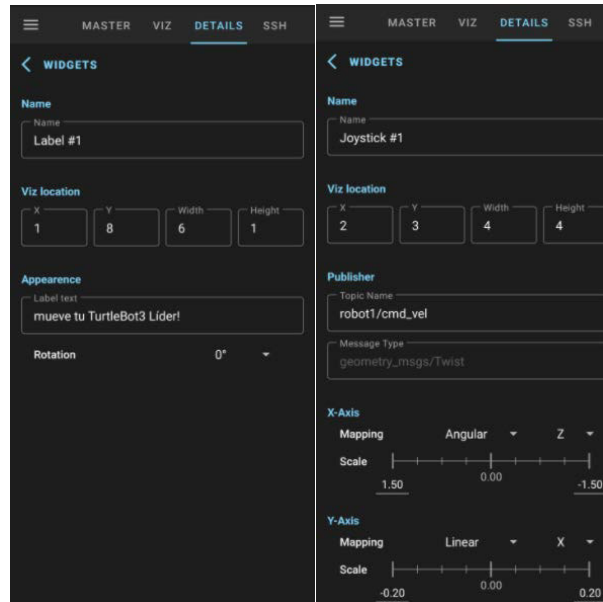 MASTER VIZ DETAILS SSH
WIDGETS
Name
Name
Label #1
Viz location
X Y Width Height
1 8 6 1
Appearence
Label text
mueve tu TurtleBot3 Líder!
Rotation 0°
MASTER VIZ DETAILS SSH
WIDGETS
Name
Name
Joystick #1
Viz location
X Y Width Height
2 3 4 4
Publisher
Topic Name
robot1/cmd_vel
Message Type
geometry_msgs/Twist
X-Axis
Mapping Angular Z
Scale
1.50 0.00 -1.50
Y-Axis
Mapping Linear X
Scale
-0.20 0.00 0.20